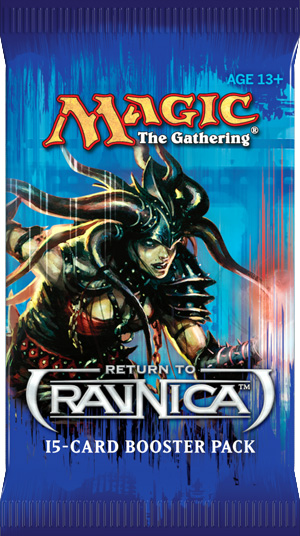 AGE 13+
MAGIC
The Gathering®
RETURN TO
RAVNICA™
15-CARD BOOSTER PACK